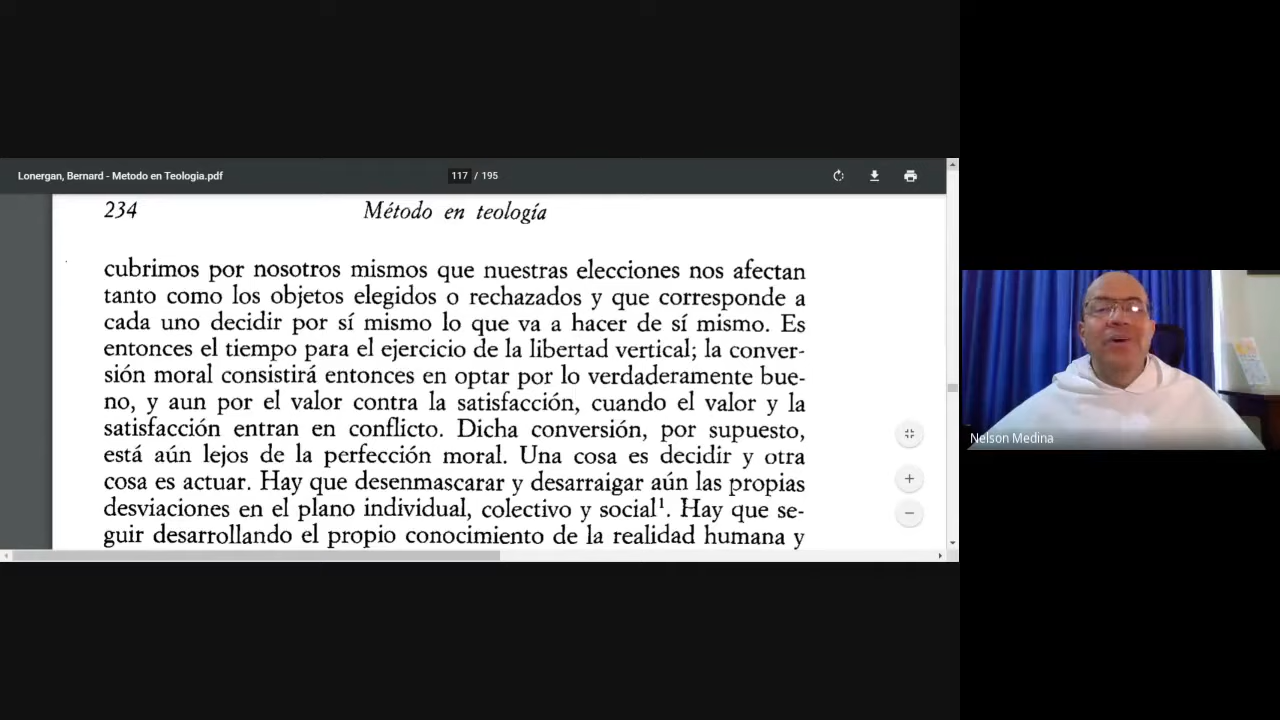 Lonergan, Bernard - Metodo en Teologia.pdf
117 / 195
234 Método en teología
cubrimos por nosotros mismos que nuestras elecciones nos afectan
tanto como los objetos elegidos o rechazados y que corresponde a
cada uno decidir por sí mismo lo que va a hacer de sí mismo. Es
entonces el tiempo para el ejercicio de la libertad vertical; la conver-
sión moral consistirá entonces en optar por lo verdaderamente bue-
no, y aun por el valor contra la satisfacción, cuando el valor y la
satisfacción entran en conflicto. Dicha conversión, por supuesto,
está aún lejos de la perfección moral. Una cosa es decidir y otra
cosa es actuar. Hay que desenmascarar y desarraigar aún las propias
desviaciones en el plano individual, colectivo y social¹. Hay que se-
guir desarrollando el propio conocimiento de la realidad humana y
Nelson Medina